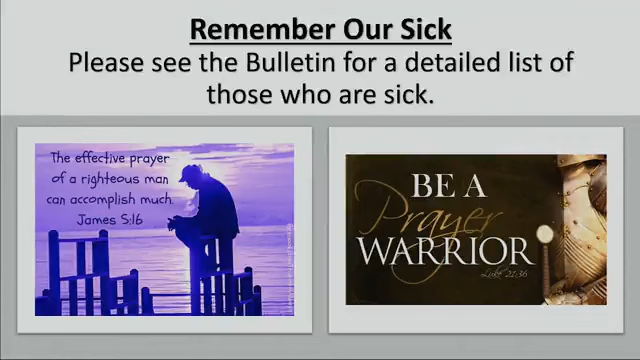 Remember Our Sick
Please see the Bulletin for a detailed list of
those who are sick.
The effective prayer
of a righteous man
can accomplish much.
James 5:16
BE A
Prayer
WARRIOR
Luke 21:36